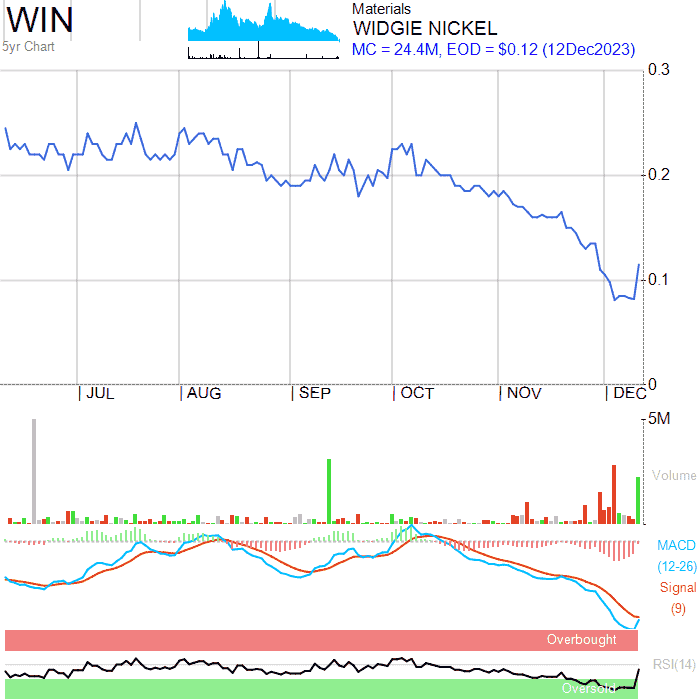 WIN
5yr Chart
Materials
WIDGIE NICKEL
MC = 24.4M, EOD = $0.12 (12Dec2023)
0.3
0.2
0.1
0
JUL AUG SEP OCT NOV DEC
5M
Volume
MACD
(12-26)
Signal
(9)
Overbought
RSI(14)
Oversold